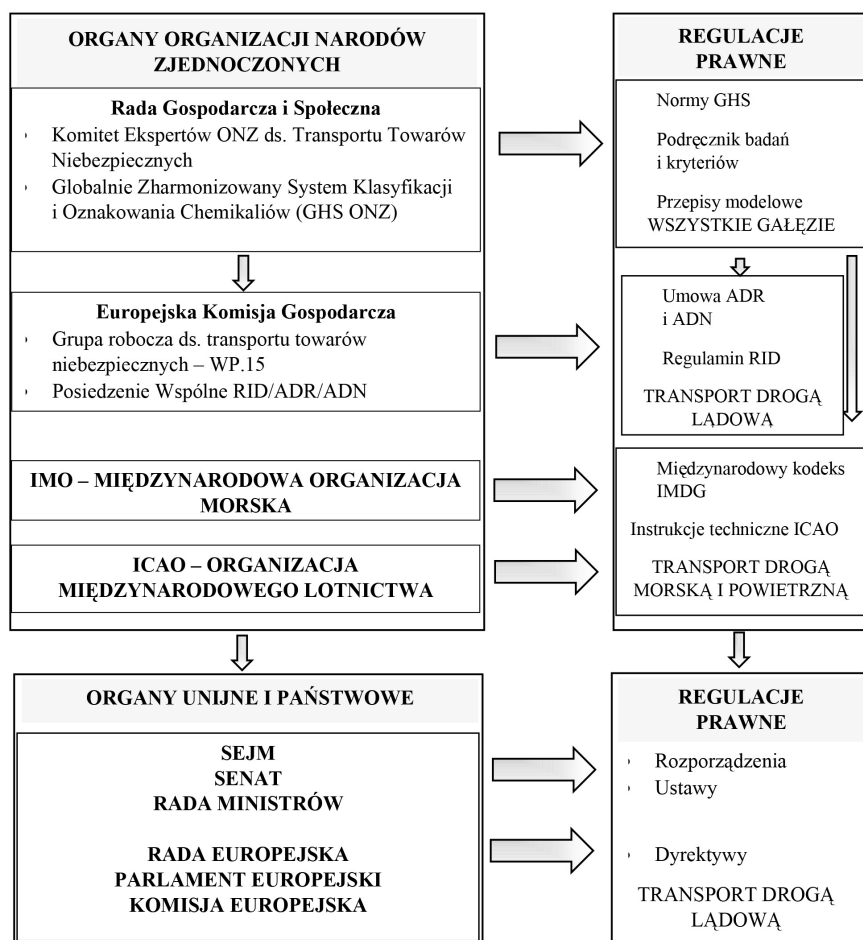 ORGANY ORGANIZACJI NARODÓW
ZJEDNOCZONYCH
Rada Gospodarcza i Społeczna
Komitet Ekspertów ONZ ds. Transportu Towarów
Niebezpiecznych
Globalnie Zharmonizowany System Klasyfikacji
i Oznakowania Chemikaliów (GHS ONZ)
Europejska Komisja Gospodarcza
Grupa robocza ds. transportu towarów
niebezpiecznych – WP.15
Posiedzenie Wspólne RID/ADR/ADN
IMO – MIĘDZYNARODOWA ORGANIZACJA
MORSKA
ICAO – ORGANIZACJA
MIĘDZYNARODOWEGO LOTNICTWA
REGULACJE
PRAWNE
Normy GHS
Podręcznik badań
i kryteriów
Przepisy modelowe
WSZYSTKIE GAŁĘZIE
Umowa ADR
i ADN
Regulamin RID
TRANSPORT DROGĄ
LĄDOWĄ
Międzynarodowy kodeks
IMDG
Instrukcje techniczne ICAO
TRANSPORT DROGĄ
MORSKĄ I POWIETRZNĄ
ORGANY UNIJNE I PAŃSTWOWE
SEJM
SENAT
RADA MINISTRÓW
RADA EUROPEJSKA
PARLAMENT EUROPEJSKI
KOMISJA EUROPEJSKA
REGULACJE
PRAWNE
Rozporządzenia
Ustawy
Dyrektywy
TRANSPORT DROGĄ
LĄDOWĄ